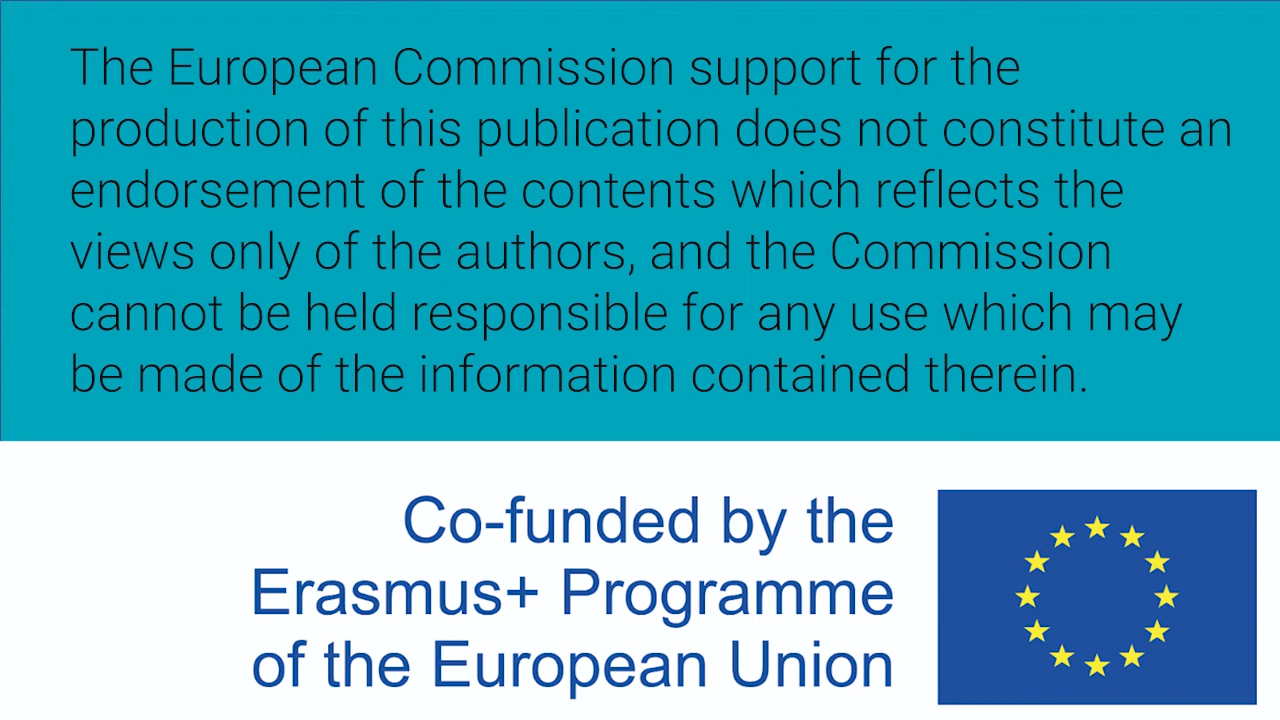 The European Commission support for the
production of this publication does not constitute an
endorsement of the contents which reflects the
views only of the authors, and the Commission
cannot be held responsible for any use which may
be made of the information contained therein.
Co-funded by the
Erasmus+ Programme
of the European Union